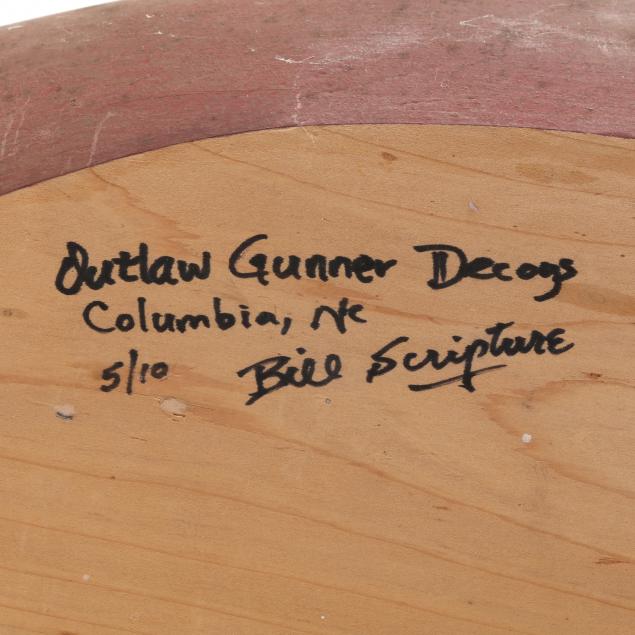 Outlaw Gunner Decoys
Columbia, NC
5/10 Bill Scripture